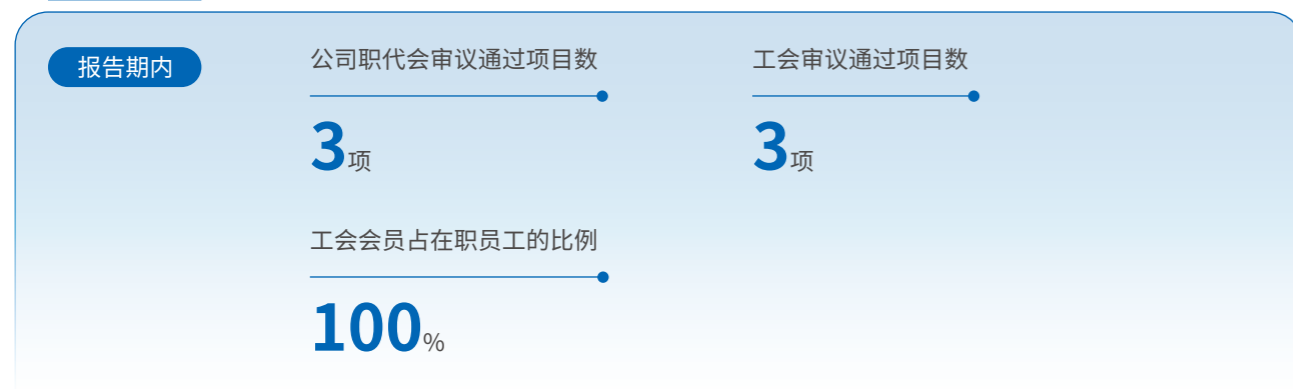 报告期内
公司职代会审议通过项目数
3项
工会审议通过项目数
3项
工会会员占在职员工的比例
100%